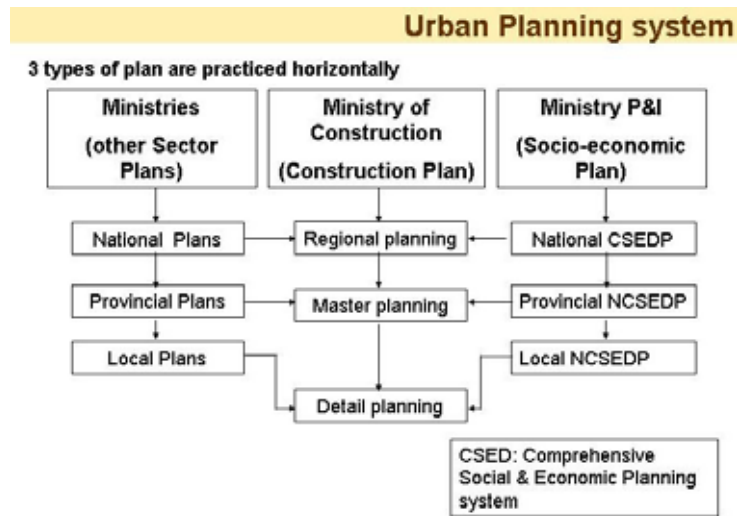 Urban Planning system
3 types of plan are practiced horizontally
Ministries
(other Sector
Plans)
Ministry of
Construction
(Construction Plan)
Ministry P&I
(Socio-economic
Plan)
National Plans
Regional planning
National CSEDP
Provincial Plans
Master planning
Provincial NCSEDP
Local Plans
Local NCSEDP
Detail planning
CSED: Comprehensive
Social & Economic Planning
system